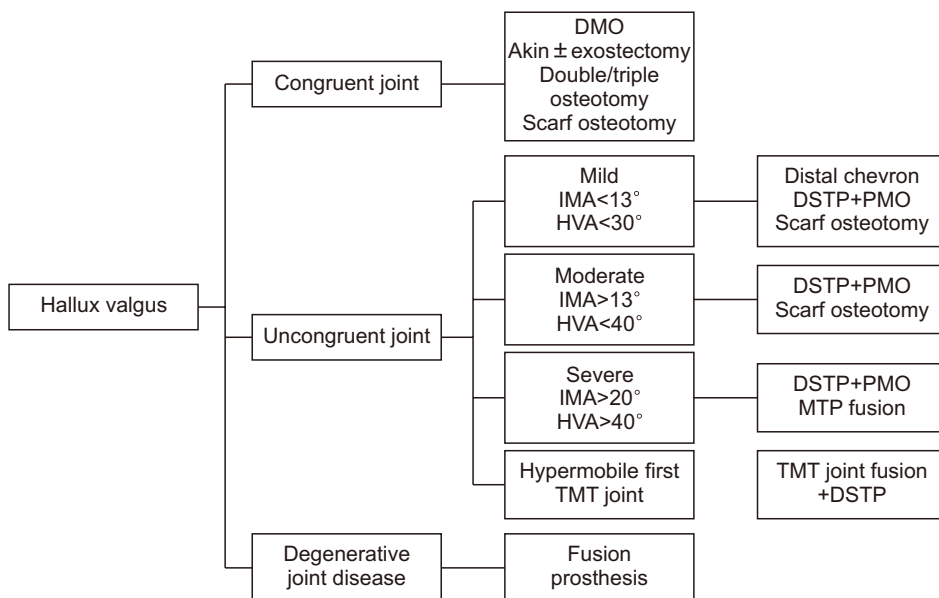 Hallux valgus
Congruent joint
DMO
Akin ± exostectomy
Double/triple
osteotomy
Scarf osteotomy
Uncongruent joint
Mild
IMA<13°
HVA<30°
Distal chevron
DSTP+PMO
Scarf osteotomy
Moderate
IMA>13°
HVA<40°
DSTP+PMO
Scarf osteotomy
Severe
IMA>20°
HVA>40°
DSTP+PMO
MTP fusion
Hypermobile first
TMT joint
TMT joint fusion
+DSTP
Degenerative
joint disease
Fusion
prosthesis